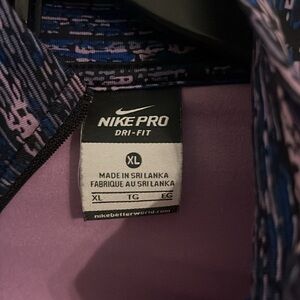 NIKE PRO
DRI-FIT
XL
MADE IN SRI LANKA
FABRIQUE AU SRI LANKA
XL TG EG
nikebetterworld.com